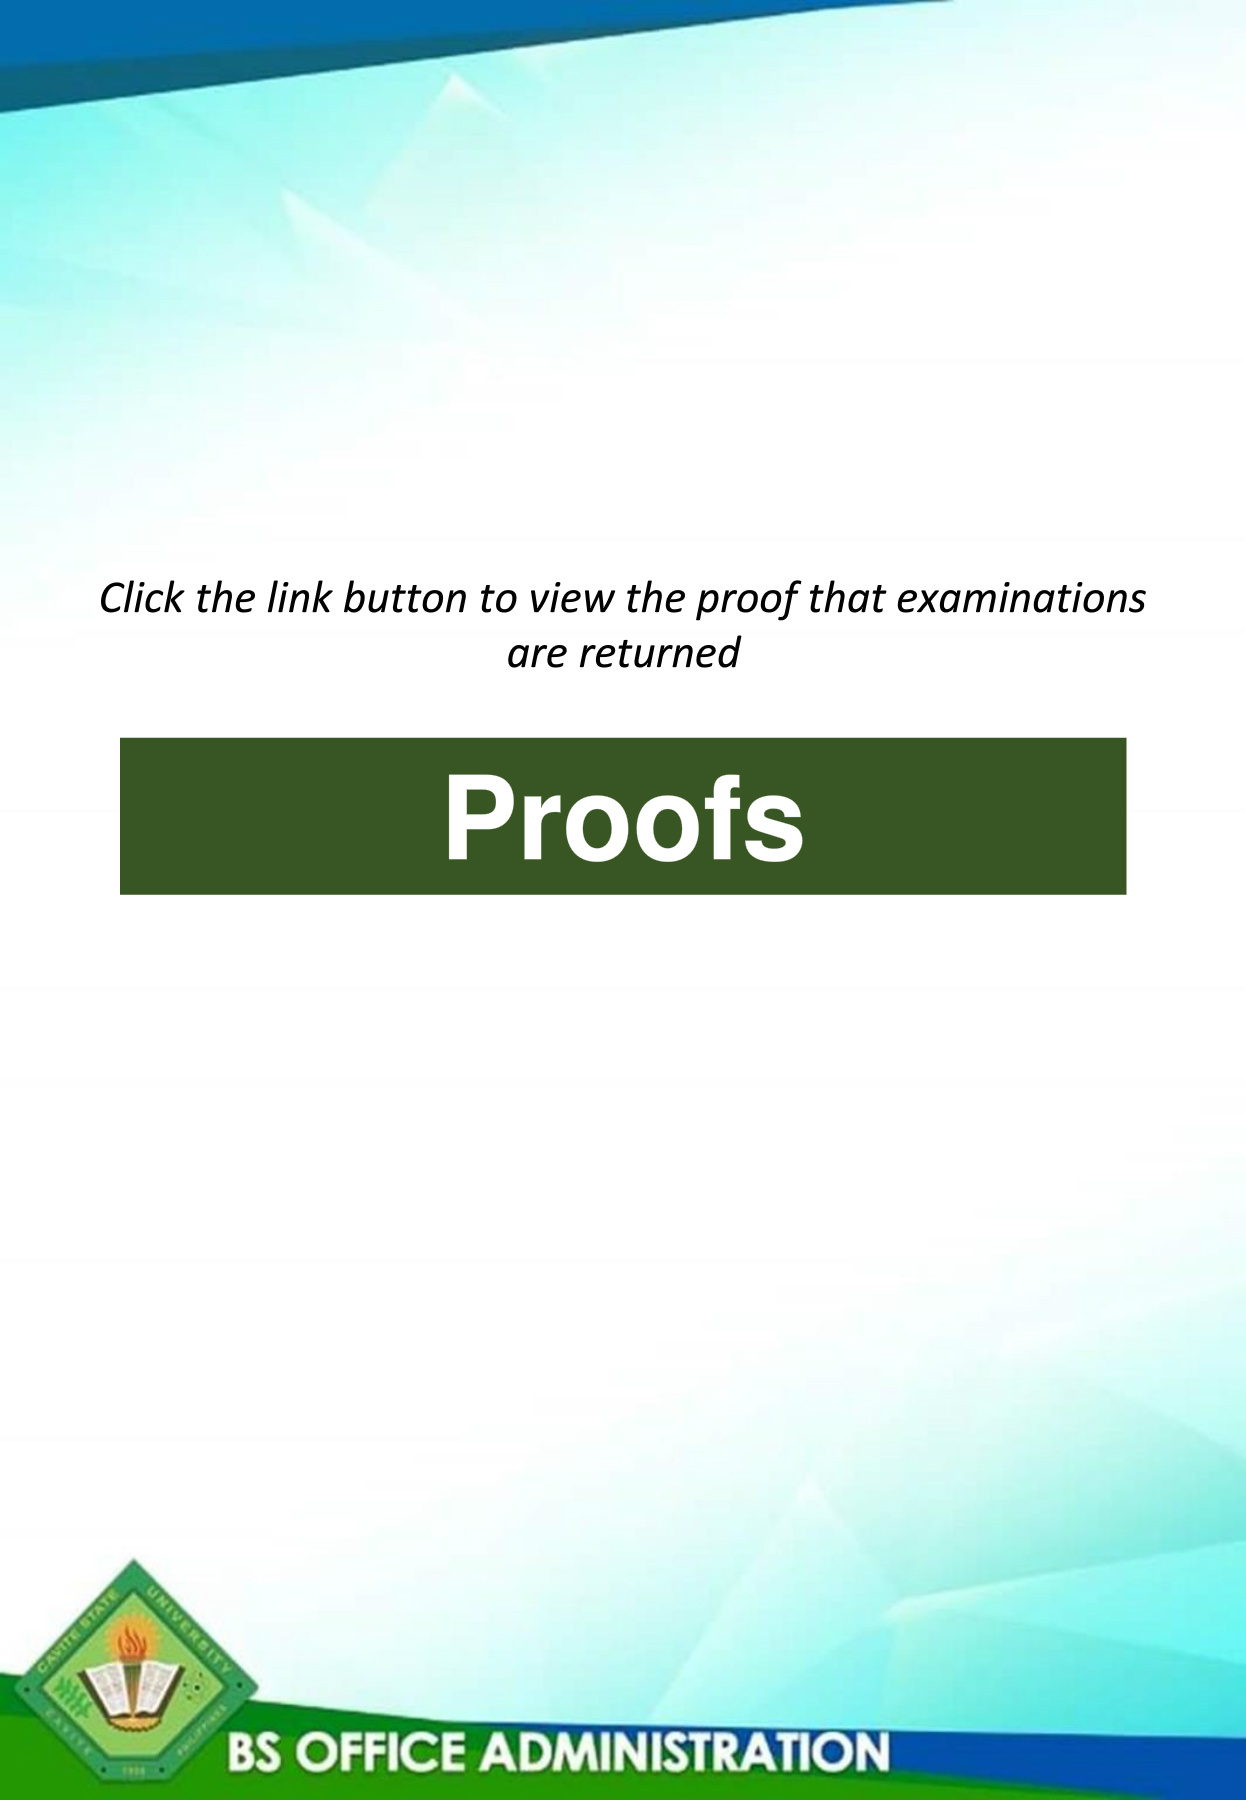 Click the link button to view the proof that examinations
are returned
Proofs
CAVITE STATE UNIVERSITY
CAVITE
PHILIPPINES
1906
BS OFFICE ADMINISTRATION